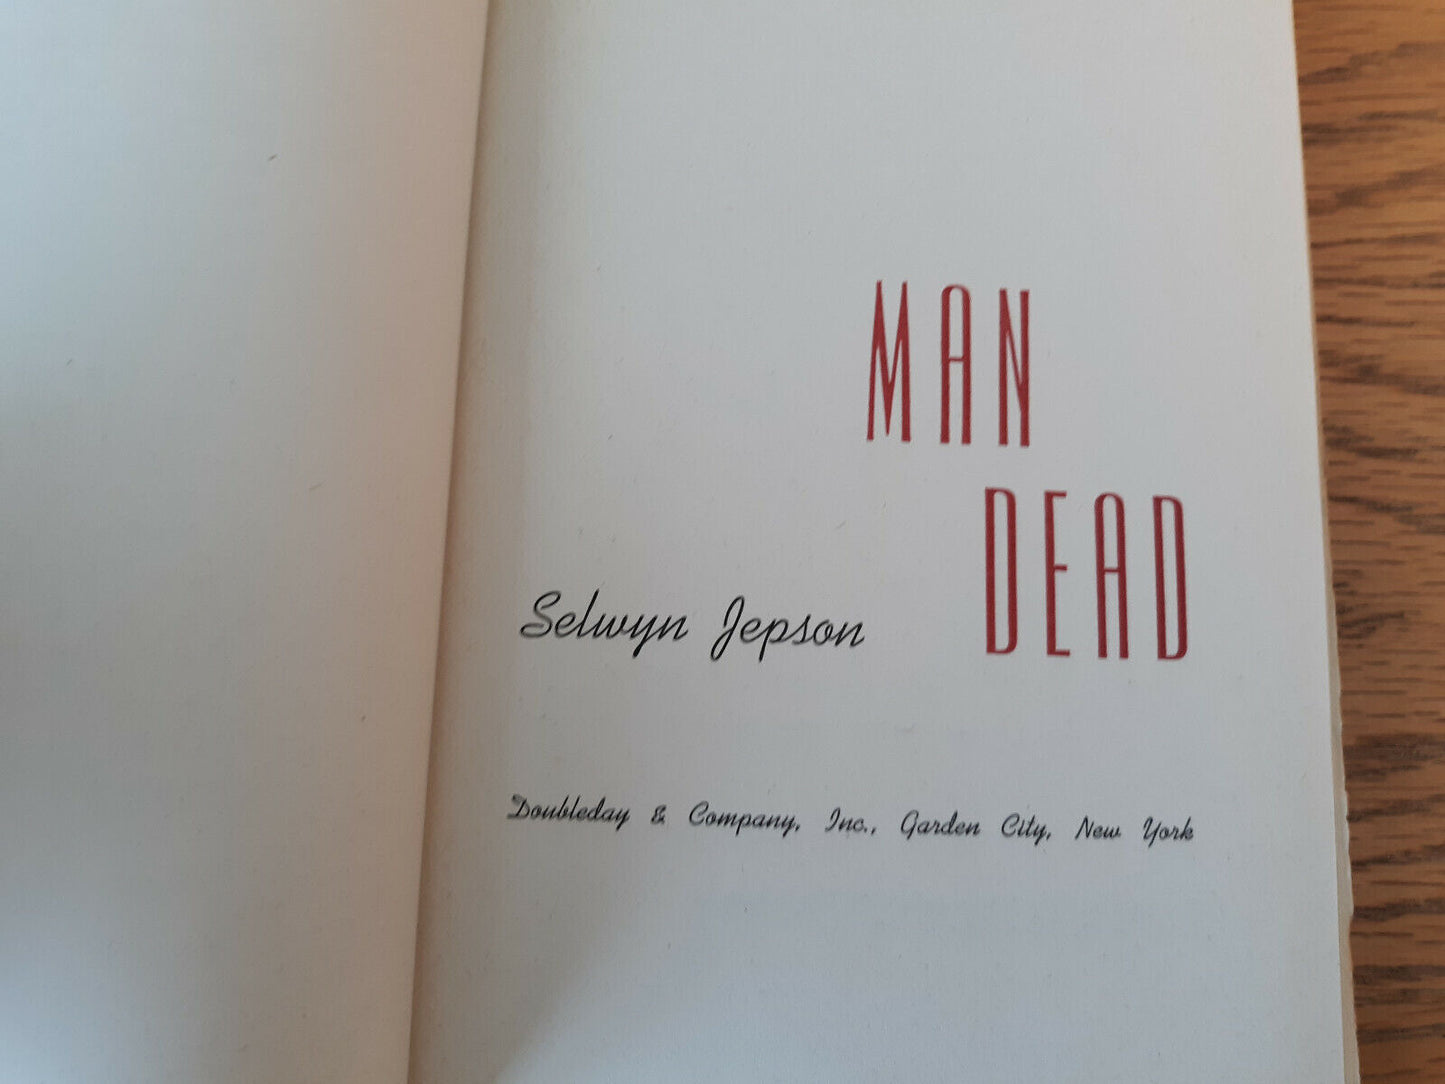 MAN
DEAD
Selwyn Jepson
Doubleday & Company, Inc., Garden City, New York